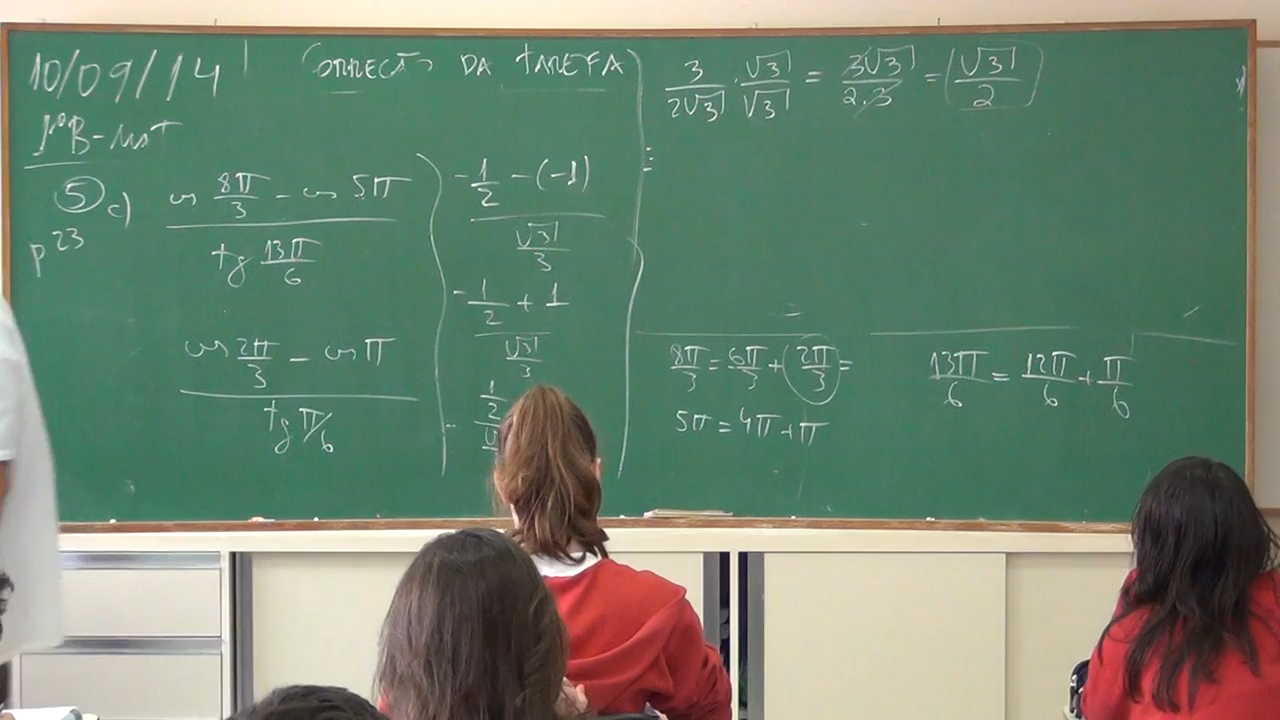 10/09/14
CORREÇÃO DA TAREFA
1ºB-MAT
5 c)
p 23
cos 8π/3 - cos 5π
tg 13π/6
cos 2π/3 - cos π
tg π/6
-1/2 - (-1)
√3/3
-1/2 + 1
√3/3
1/2
3/2√3 · √3/√3 = 3√3/2.3 = √3/2
8π/3 = 6π/3 + 2π/3 =
5π = 4π + π
13π/6 = 12π/6 + π/6